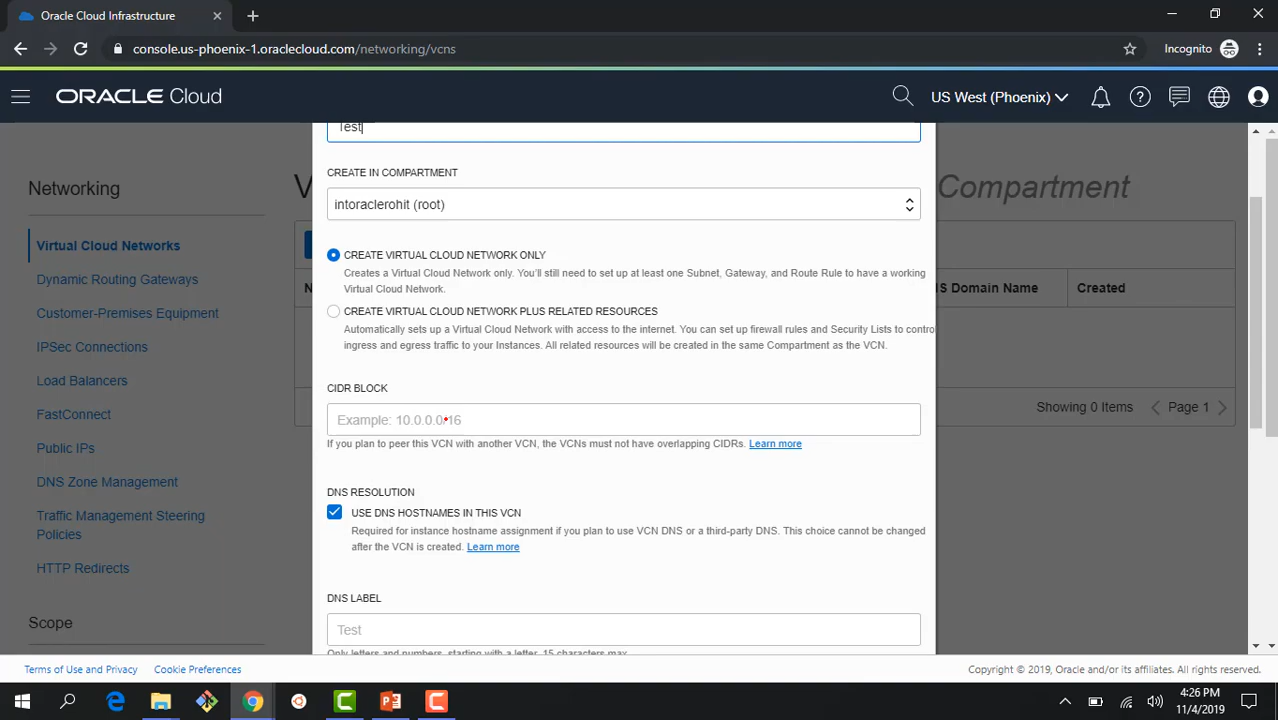 Oracle Cloud Infrastructure
console.us-phoenix-1.oraclecloud.com/networking/vcns
Incognito
ORACLE Cloud
US West (Phoenix)
Networking
Virtual Cloud Networks
Dynamic Routing Gateways
Customer-Premises Equipment
IPSec Connections
Load Balancers
FastConnect
Public IPs
DNS Zone Management
Traffic Management Steering
Policies
HTTP Redirects
Scope
Test
CREATE IN COMPARTMENT
intoraclerohit (root)
CREATE VIRTUAL CLOUD NETWORK ONLY
Creates a Virtual Cloud Network only. You'll still need to set up at least one Subnet, Gateway, and Route Rule to have a working
Virtual Cloud Network.
CREATE VIRTUAL CLOUD NETWORK PLUS RELATED RESOURCES
Automatically sets up a Virtual Cloud Network with access to the internet. You can set up firewall rules and Security Lists to control
ingress and egress traffic to your Instances. All related resources will be created in the same Compartment as the VCN.
CIDR BLOCK
Example: 10.0.0.0/16
If you plan to peer this VCN with another VCN, the VCNs must not have overlapping CIDRs. Learn more
DNS RESOLUTION
USE DNS HOSTNAMES IN THIS VCN
Required for instance hostname assignment if you plan to use VCN DNS or a third-party DNS. This choice cannot be changed
after the VCN is created. Learn more
DNS LABEL
Test
Only letters and numbers, starting with a letter. 15 characters max.
Compartment
Domain Name
Created
Showing 0 Items
Page 1
Terms of Use and Privacy
Cookie Preferences
Copyright © 2019, Oracle and/or its affiliates. All rights reserved.
4:26 PM
11/4/2019